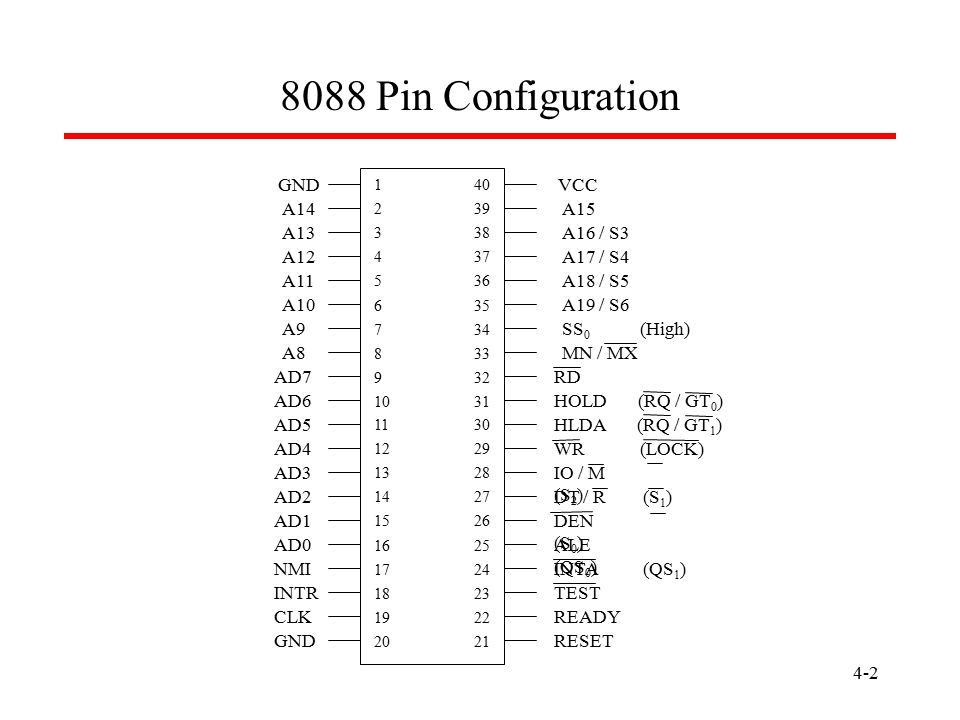 8088 Pin Configuration
GND 1 40 VCC
A14 2 39 A15
A13 3 38 A16 / S3
A12 4 37 A17 / S4
A11 5 36 A18 / S5
A10 6 35 A19 / S6
A9 7 34 SS0 (High)
A8 8 33 MN / MX
AD7 9 32 RD
AD6 10 31 HOLD (RQ / GT0)
AD5 11 30 HLDA (RQ / GT1)
AD4 12 29 WR (LOCK)
AD3 13 28 IO / M
(S2)
AD2 14 27 DT / R (S1)
AD1 15 26 DEN
(S0)
AD0 16 25 ALE
(QS0)
NMI 17 24 INTA (QS1)
INTR 18 23 TEST
CLK 19 22 READY
GND 20 21 RESET
4-2